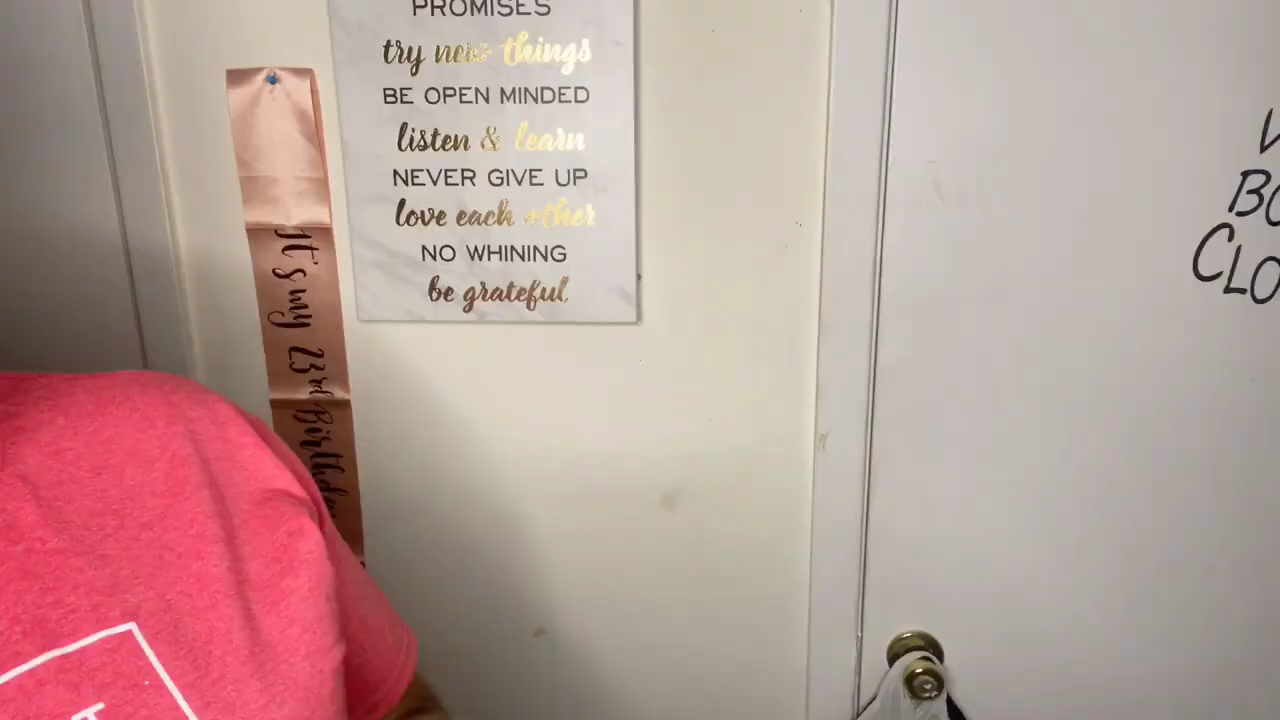 PROMISES
try new things
BE OPEN MINDED
listen & learn
NEVER GIVE UP
love each other
NO WHINING
be grateful
It's my 23rd Birthday